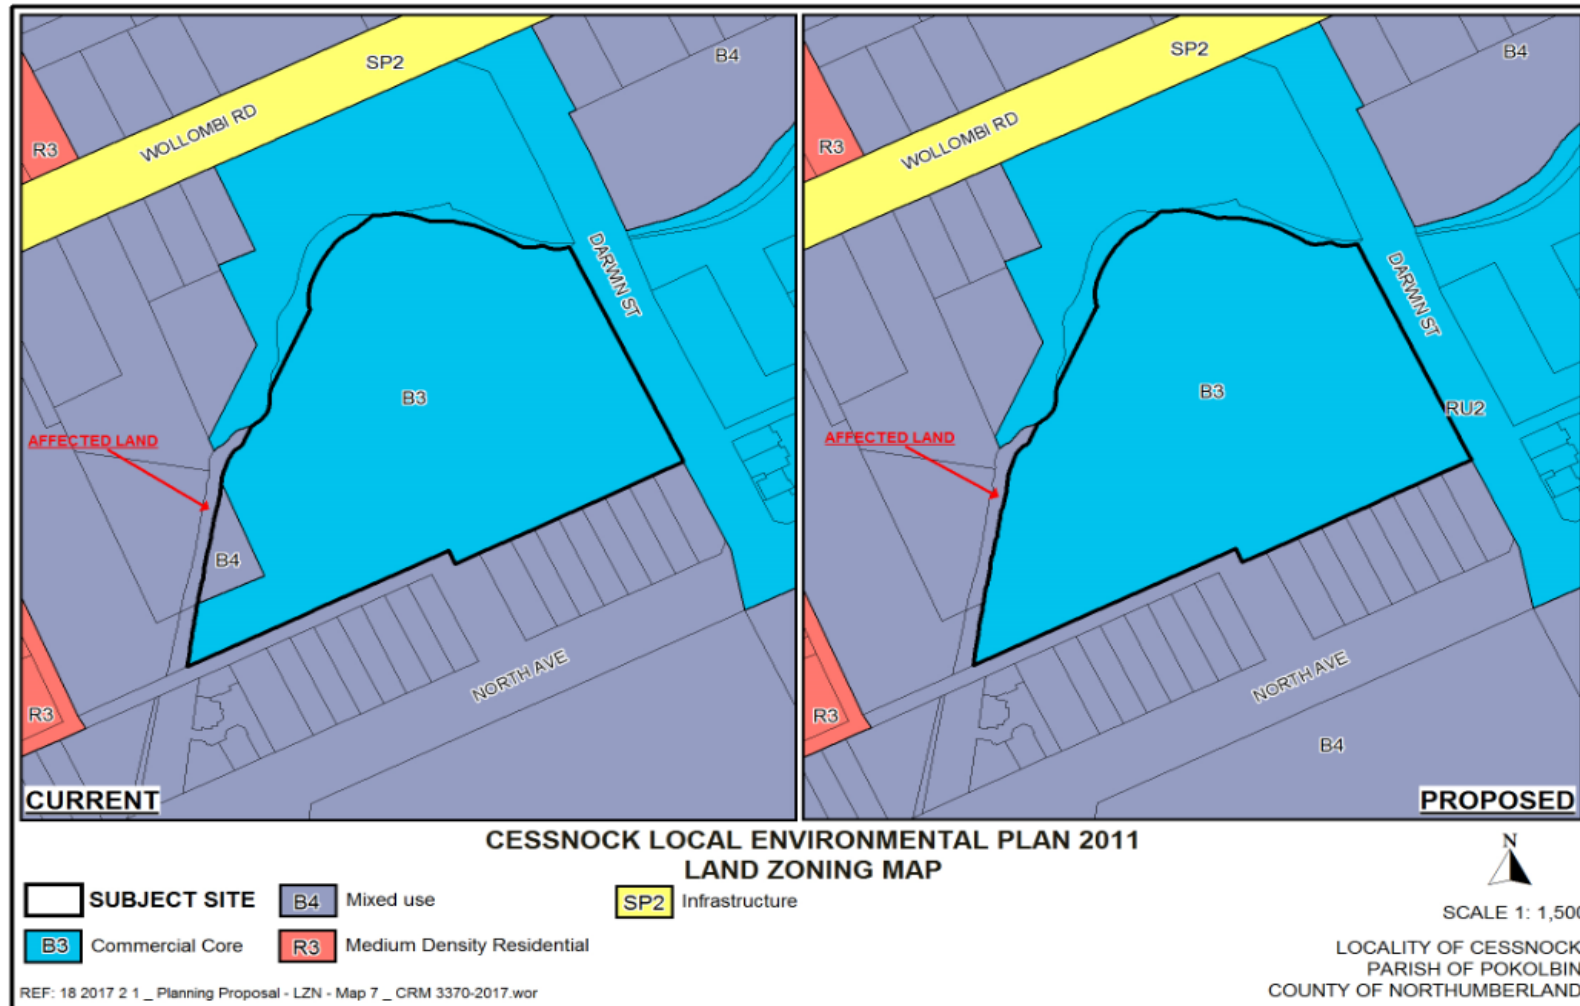 SP2
B4
WOLLOMBI RD
R3
DARWIN ST
B3
AFFECTED LAND
B4
NORTH AVE
R3
CURRENT
SP2
B4
WOLLOMBI RD
R3
DARWIN ST
B3
RU2
AFFECTED LAND
NORTH AVE
R3
B4
PROPOSED
CESSNOCK LOCAL ENVIRONMENTAL PLAN 2011
LAND ZONING MAP
SUBJECT SITE
B4 Mixed use
SP2 Infrastructure
B3 Commercial Core
R3 Medium Density Residential
REF: 18 2017 2 1 _ Planning Proposal - LZN - Map 7 _ CRM 3370-2017.wor
N
SCALE 1: 1,500
LOCALITY OF CESSNOCK
PARISH OF POKOLBIN
COUNTY OF NORTHUMBERLAND